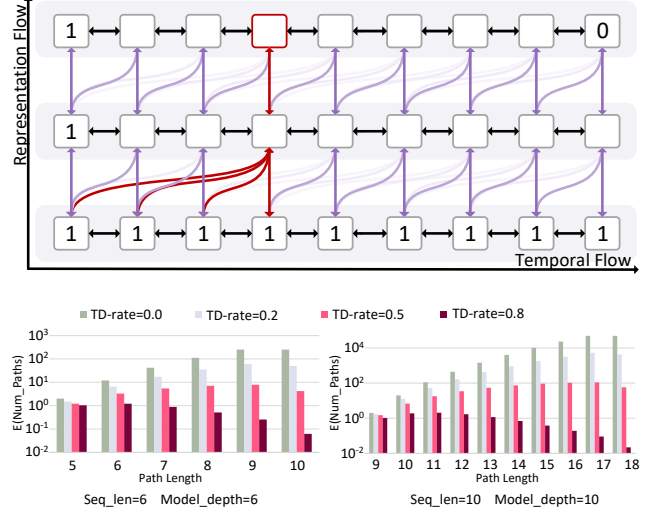 Representation Flow
1 0
1
1 1 1 1 1 1 1 1 1
Temporal Flow
TD-rate=0.0 TD-rate=0.2 TD-rate=0.5 TD-rate=0.8
E(Num_Paths)
10³
10²
10¹
10⁰
10⁻¹
10⁻²
5 6 7 8 9 10
Path Length
Seq_len=6 Model_depth=6
E(Num_Paths)
10⁴
10²
10⁰
10⁻²
9 10 11 12 13 14 15 16 17 18
Path Length
Seq_len=10 Model_depth=10